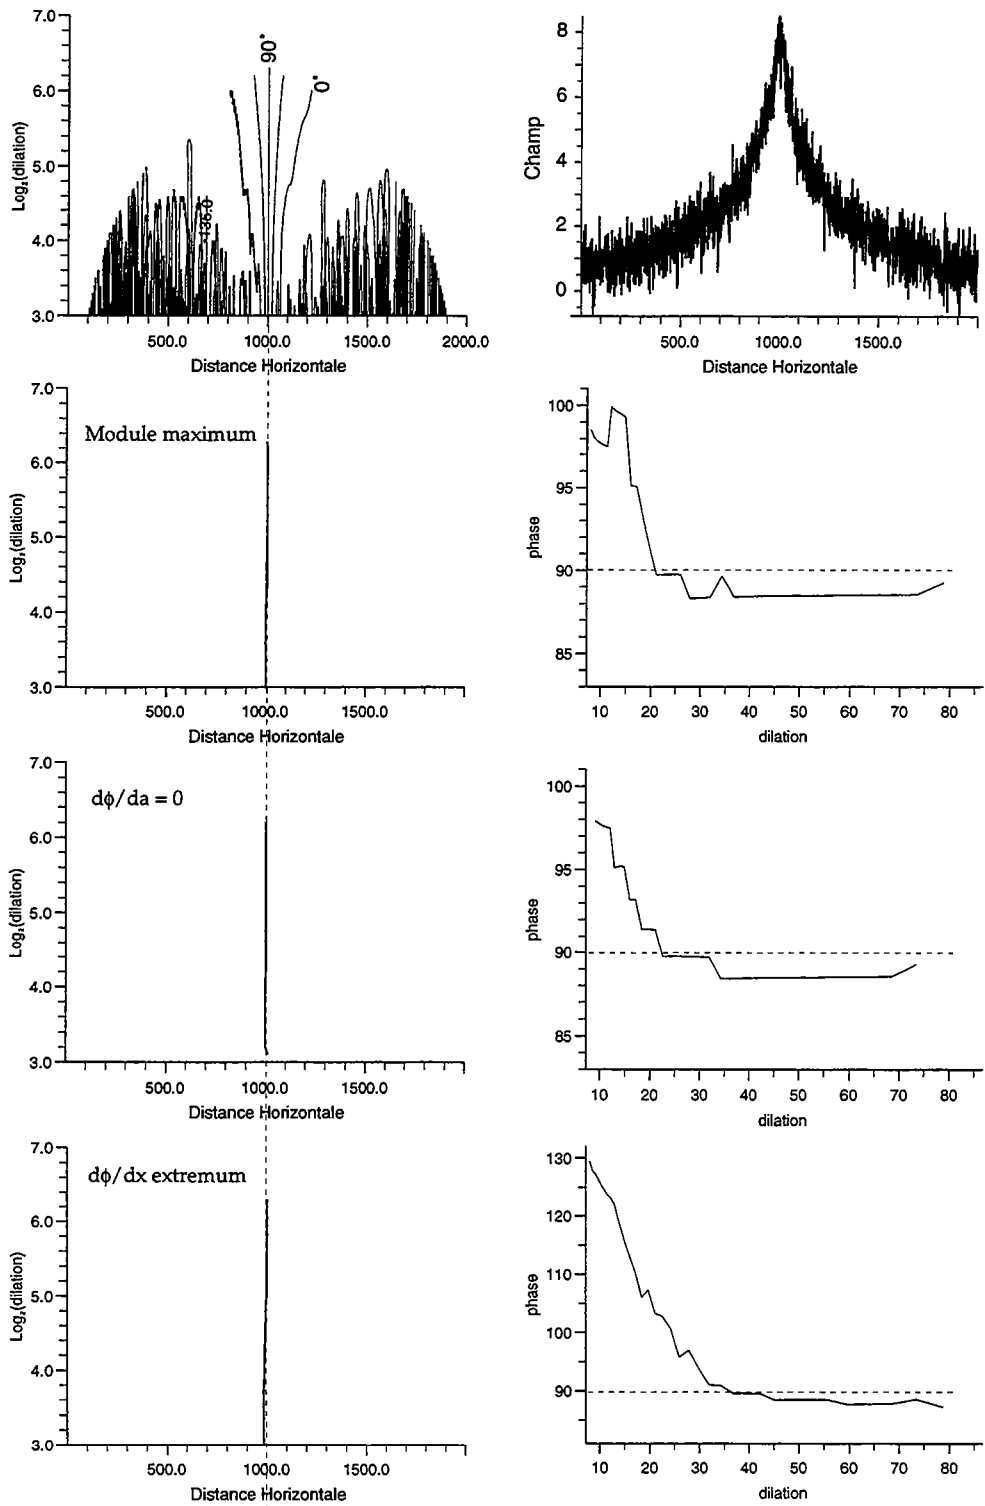 7.0
6.0
5.0
4.0
3.0
Log₂(dilation)
90°
0°
-136.0
500.0 1000.0 1500.0 2000.0
Distance Horizontale
8
6
4
2
0
Champ
500.0 1000.0 1500.0
Distance Horizontale
7.0
6.0
5.0
4.0
3.0
Log₂(dilation)
Module maximum
500.0 1000.0 1500.0
Distance Horizontale
100
95
90
85
phase
10 20 30 40 50 60 70 80
dilation
7.0
6.0
5.0
4.0
3.0
Log₂(dilation)
dϕ/da = 0
500.0 1000.0 1500.0
Distance Horizontale
100
95
90
85
phase
10 20 30 40 50 60 70 80
dilation
7.0
6.0
5.0
4.0
3.0
Log₂(dilation)
dϕ/dx extremum
500.0 1000.0 1500.0
Distance Horizontale
130
120
110
100
90
phase
10 20 30 40 50 60 70 80
dilation